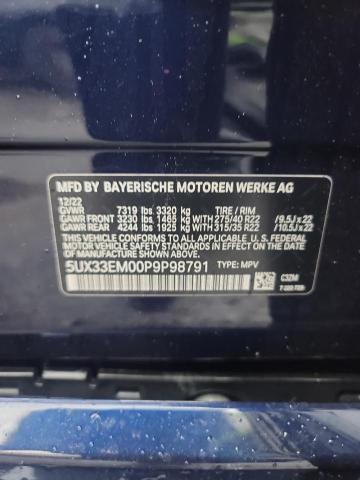 MFD BY BAYERISCHE MOTOREN WERKE AG
12/22
GVWR 7319 lbs 3320 kg TIRE / RIM
GAWR FRONT 3230 lbs 1465 kg WITH 275/40 R22 /9.5J x 22
GAWR REAR 4244 lbs 1925 kg WITH 315/35 R22 /10.5J x 22
THIS VEHICLE CONFORMS TO ALL APPLICABLE U.S. FEDERAL MOTOR
VEHICLE SAFETY STANDARDS IN EFFECT ON THE DATE OF
MANUFACTURE SHOWN ABOVE.
5UX33EM00P9P98791 TYPE: MPV
C3ZM